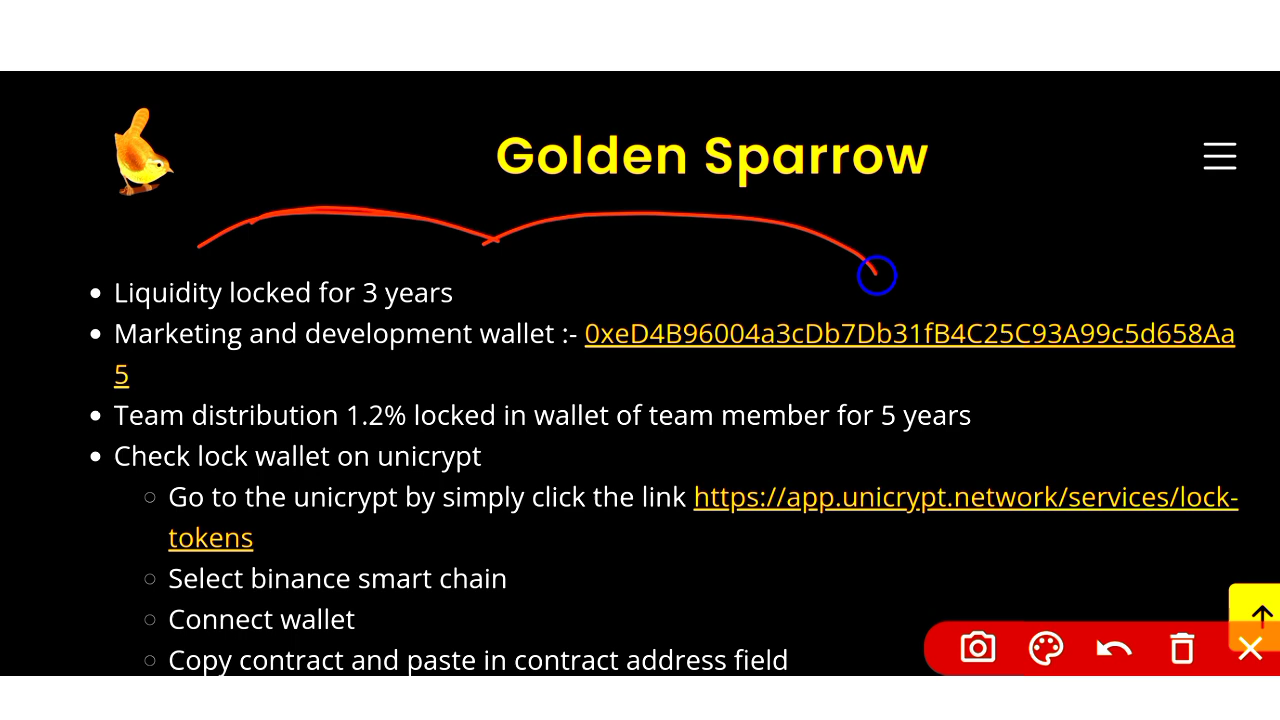 Golden Sparrow
Liquidity locked for 3 years
Marketing and development wallet :- 0xeD4B96004a3cDb7Db31fB4C25C93A99c5d658Aa
5
Team distribution 1.2% locked in wallet of team member for 5 years
Check lock wallet on unicrypt
Go to the unicrypt by simply click the link https://app.unicrypt.network/services/lock-
tokens
Select binance smart chain
Connect wallet
Copy contract and paste in contract address field